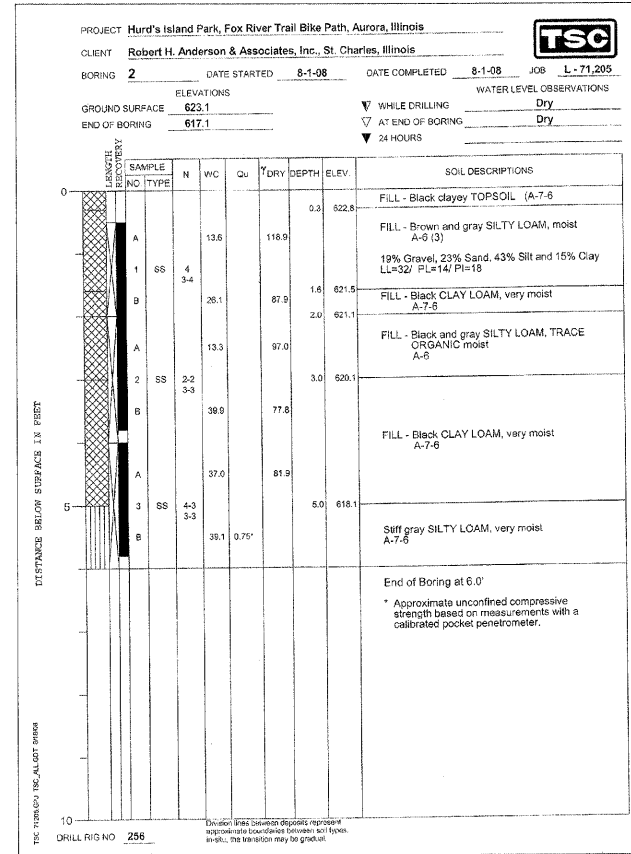 PROJECT Hurd's Island Park, Fox River Trail Bike Path, Aurora, Illinois
TSC
CLIENT Robert H. Anderson & Associates, Inc., St. Charles, Illinois
BORING 2 DATE STARTED 8-1-08 DATE COMPLETED 8-1-08 JOB L - 71,205
ELEVATIONS WATER LEVEL OBSERVATIONS
GROUND SURFACE 623.1 WHILE DRILLING Dry
END OF BORING 617.1 AT END OF BORING Dry
24 HOURS
LENGTH RECOVERY SAMPLE NO TYPE N WC Qu γDRY DEPTH ELEV. SOIL DESCRIPTIONS
0
FILL - Black clayey TOPSOIL (A-7-6
0.3 622.8
FILL - Brown and gray SILTY LOAM, moist
A 13.6 118.9 A-6 (3)
19% Gravel, 23% Sand, 43% Silt and 15% Clay
1 SS 4 LL=32/ PL=14/ PI=18
3-4
1.6 621.5
B 26.1 87.9 FILL - Black CLAY LOAM, very moist
A-7-6
2.0 621.1
FILL - Black and gray SILTY LOAM, TRACE
A 13.3 97.0 ORGANIC moist
A-6
2 SS 2-2 3.0 620.1
3-3
B 39.9 77.8
FILL - Black CLAY LOAM, very moist
A-7-6
A 37.0 81.9
5 3 SS 4-3 5.0 618.1
3-3
Stiff gray SILTY LOAM, very moist
B 39.1 0.75* A-7-6
End of Boring at 6.0'
* Approximate unconfined compressive
strength based on measurements with a
calibrated pocket penetrometer.
DISTANCE BELOW SURFACE IN FEET
10
Division lines between deposits represent
approximate boundaries between soil types.
in-situ, the transition may be gradual.
DRILL RIG NO 256
TSC 71205.GPJ TSC_ALL.GDT